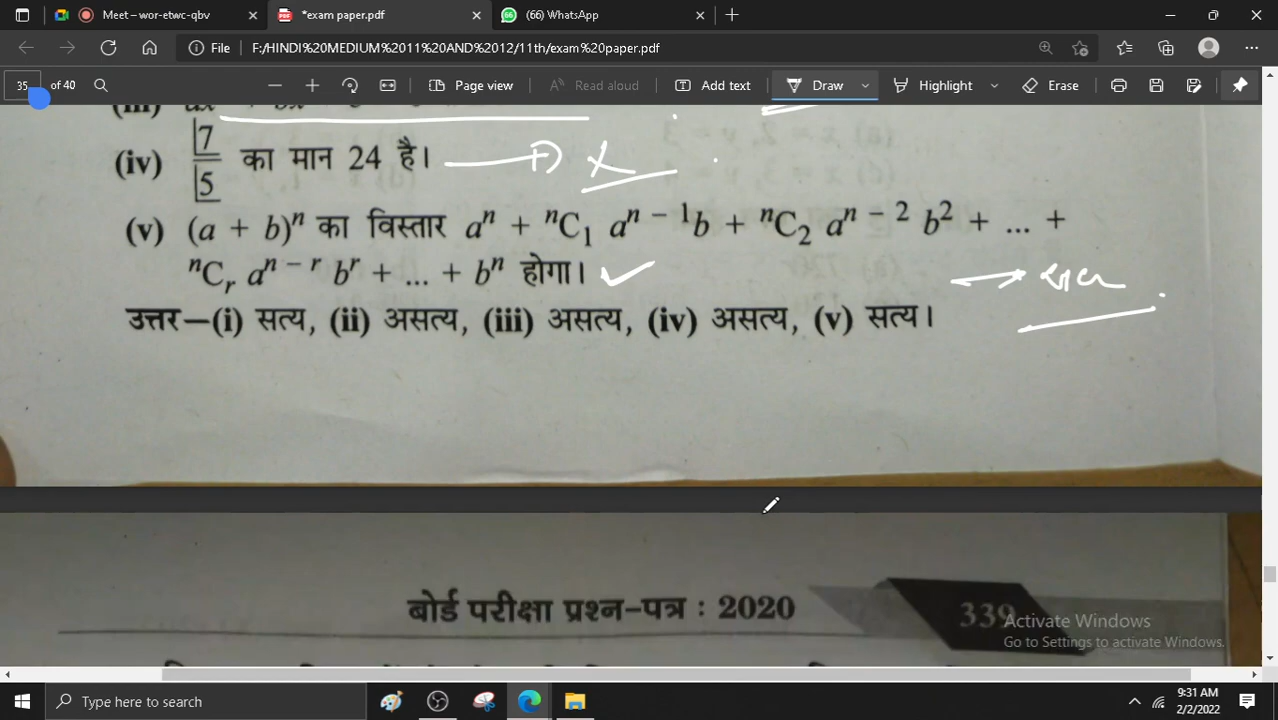 Meet – wor-etwc-qbv
*exam paper.pdf
(66) WhatsApp
File F:/HINDI%20MEDIUM%2011%20AND%2012/11th/exam%20paper.pdf
35 of 40
Page view
Read aloud
Add text
Draw
Highlight
Erase
(iv) |7/|5 का मान 24 है।
(v) (a + b)ⁿ का विस्तार aⁿ + ⁿC₁ aⁿ⁻¹b + ⁿC₂ aⁿ⁻² b² + ... +
ⁿCᵣ aⁿ⁻ʳ bʳ + ... + bⁿ होगा।
उत्तर–(i) सत्य, (ii) असत्य, (iii) असत्य, (iv) असत्य, (v) सत्य।
बोर्ड परीक्षा प्रश्न-पत्र : 2020
339
Activate Windows
Go to Settings to activate Windows.
Type here to search
9:31 AM
2/2/2022